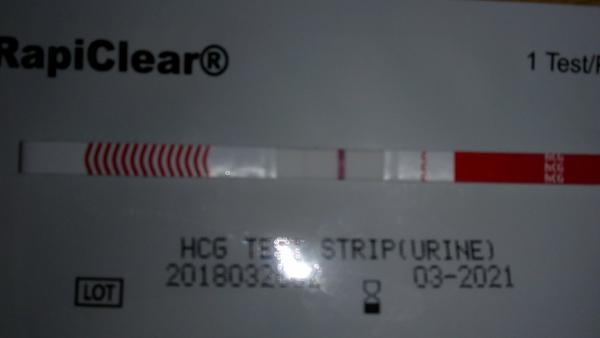 RapiClear®
1 Test/
HCG TEST STRIP(URINE)
LOT
03-2021